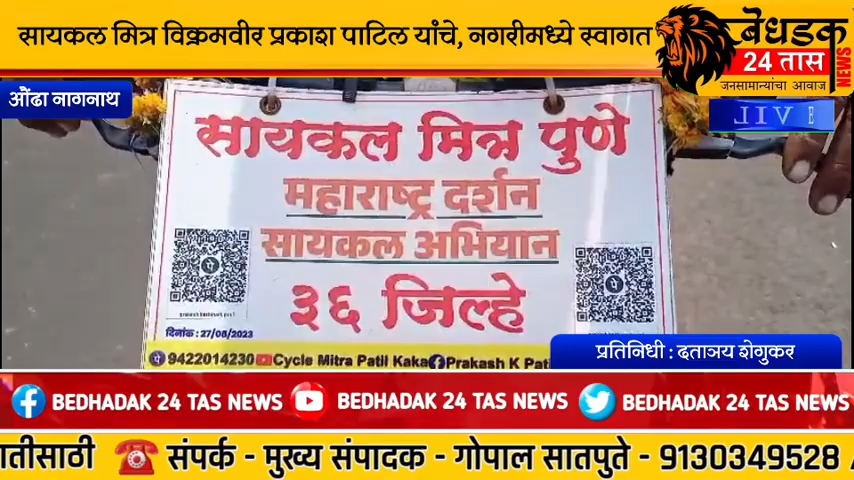 सायकल मित्र विक्रमवीर प्रकाश पाटिल यांचे, नगरीमध्ये स्वागत
बेधडक
24 तास
NEWS
जनसामान्यांचा आवाज
औंढा नागनाथ
LIVE
सायकल मित्र पुणे
महाराष्ट्र दर्शन
सायकल अभियान
३६ जिल्हे
दिनांक : 27/08/2023
9422014230 Cycle Mitra Patil Kaka Prakash K Pati
प्रतिनिधी : दताञय शेगुकर
BEDHADAK 24 TAS NEWS BEDHADAK 24 TAS NEWS BEDHADAK 24 TAS NEWS
ातीसाठी संपर्क - मुख्य संपादक - गोपाल सातपुते - 9130349528